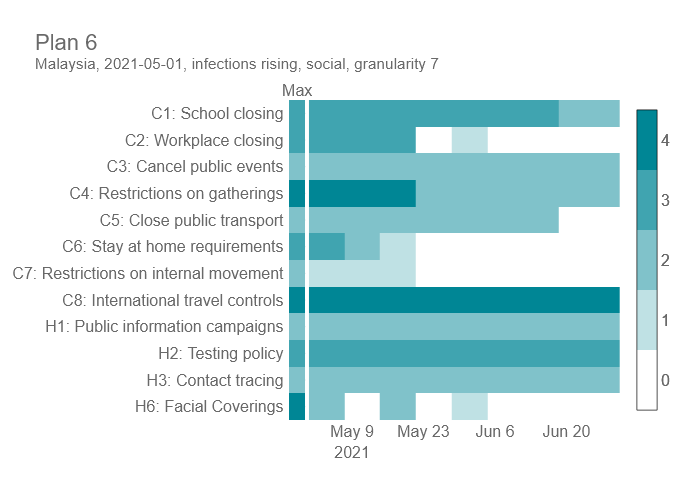 Plan 6
Malaysia, 2021-05-01, infections rising, social, granularity 7
Max
C1: School closing
C2: Workplace closing
C3: Cancel public events
C4: Restrictions on gatherings
C5: Close public transport
C6: Stay at home requirements
C7: Restrictions on internal movement
C8: International travel controls
H1: Public information campaigns
H2: Testing policy
H3: Contact tracing
H6: Facial Coverings
4
3
2
1
0
May 9 May 23 Jun 6 Jun 20
2021